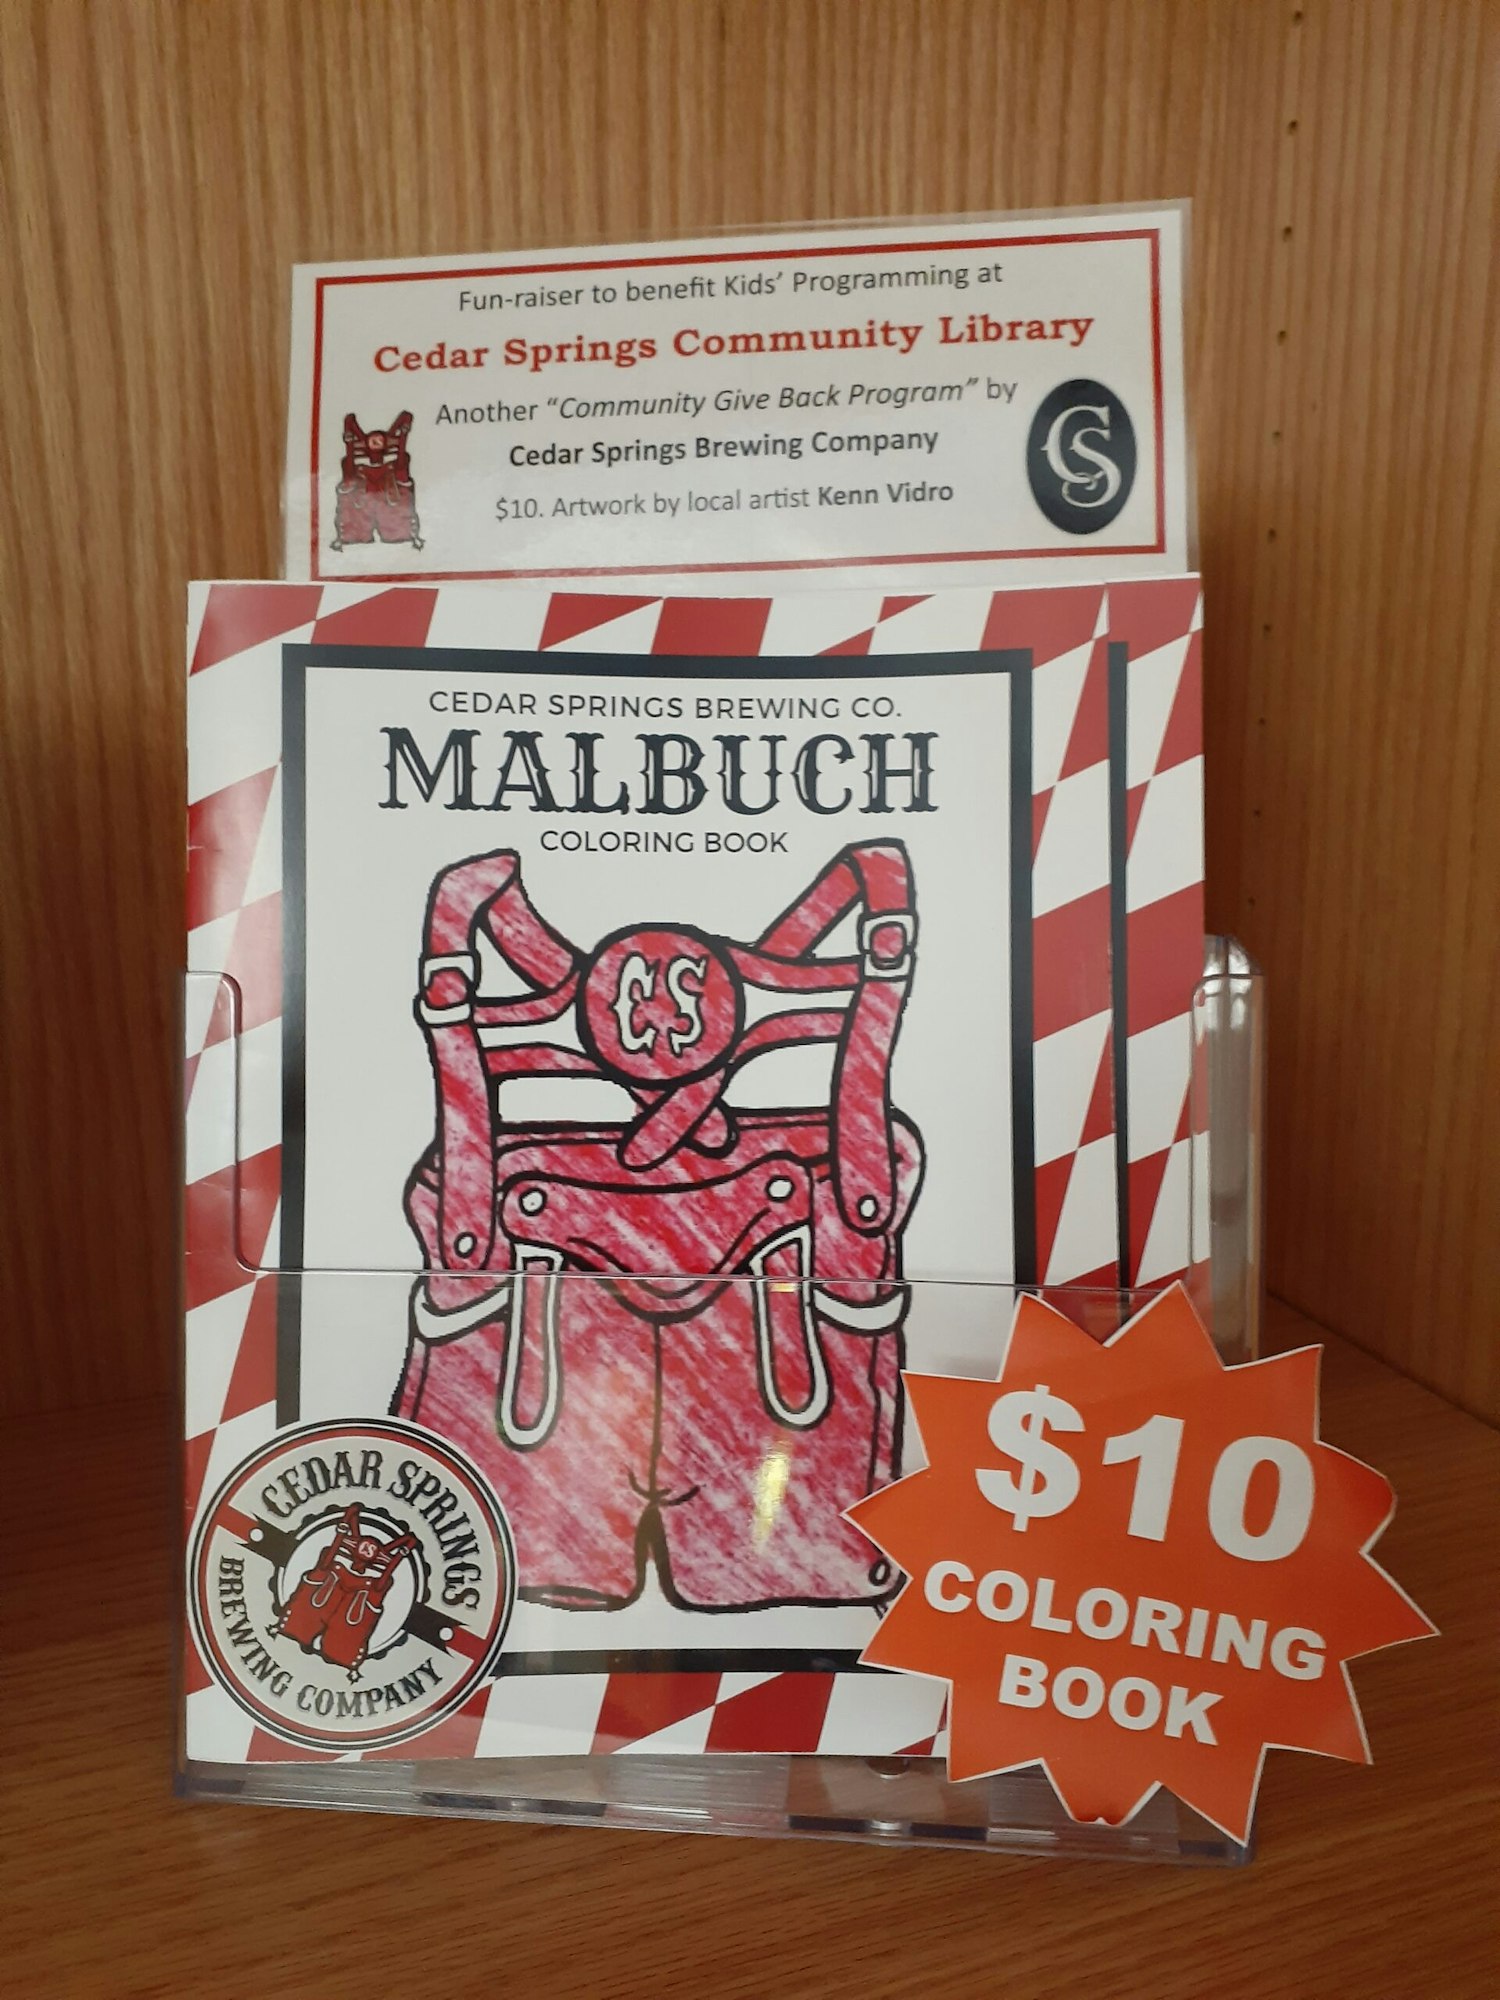 Fun-raiser to benefit Kids' Programming at
Cedar Springs Community Library
Another "Community Give Back Program" by
Cedar Springs Brewing Company
$10. Artwork by local artist Kenn Vidro
CS
CS
CEDAR SPRINGS BREWING CO.
MALBUCH
COLORING BOOK
CS
CEDAR SPRINGS
BREWING COMPANY
CS
$10
COLORING
BOOK